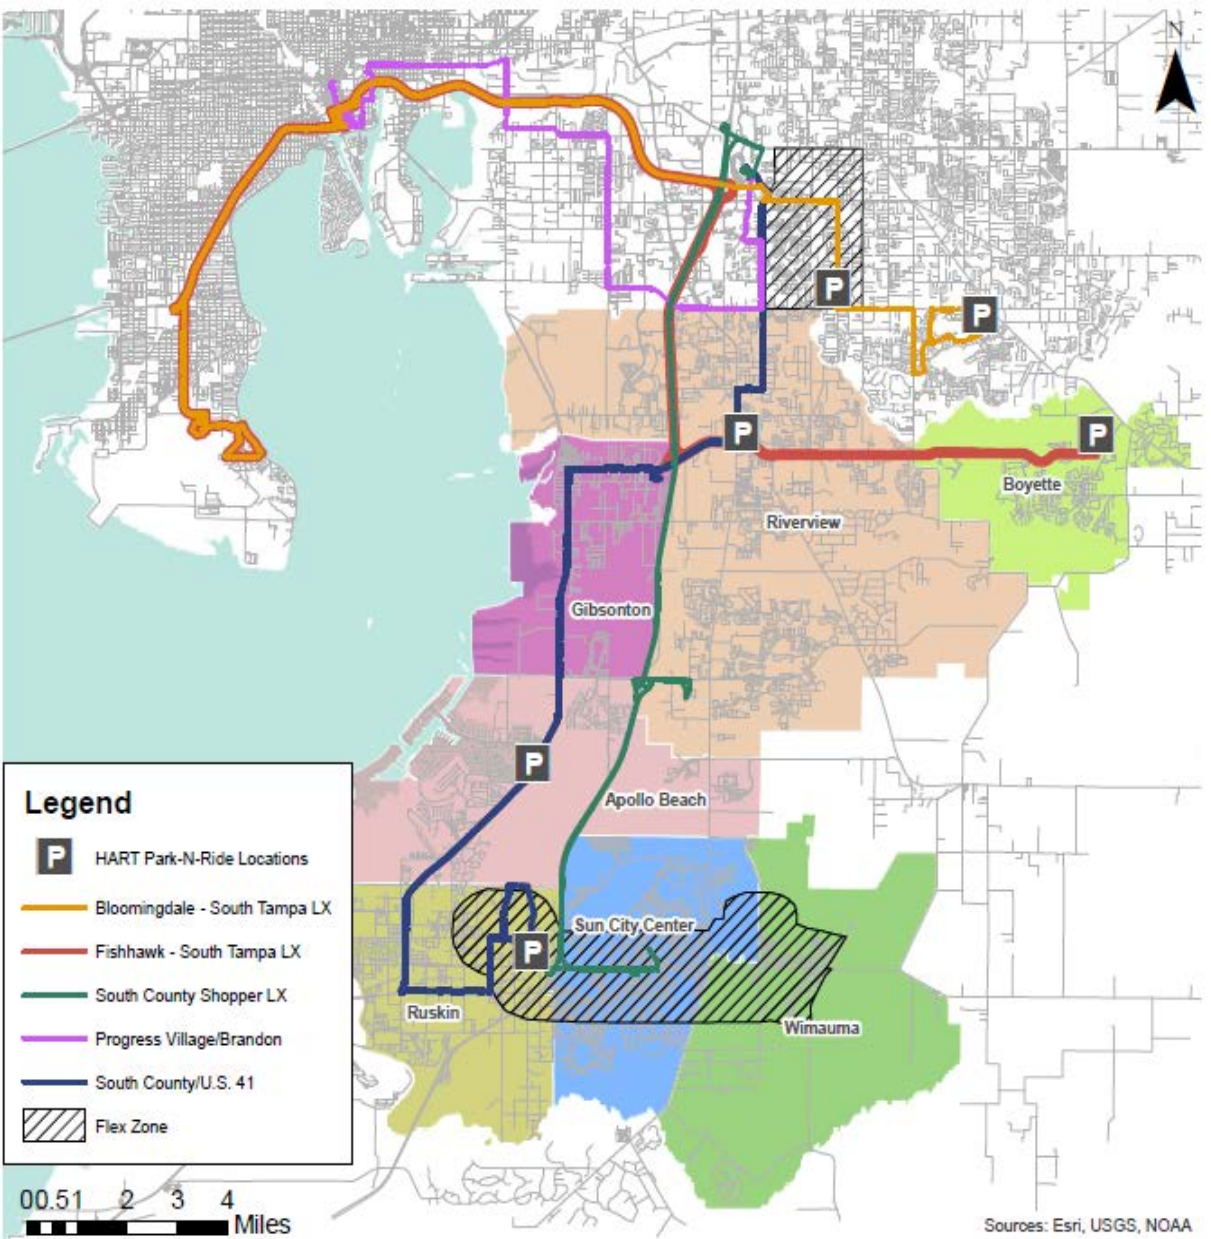 N
P
P
P
P
Boyette
Riverview
Gibsonton
P
Apollo Beach
Sun City Center
P
Ruskin
Wimauma
Legend
P HART Park-N-Ride Locations
Bloomingdale - South Tampa LX
Fishhawk - South Tampa LX
South County Shopper LX
Progress Village/Brandon
South County/U.S. 41
Flex Zone
00.51 2 3 4
Miles
Sources: Esri, USGS, NOAA